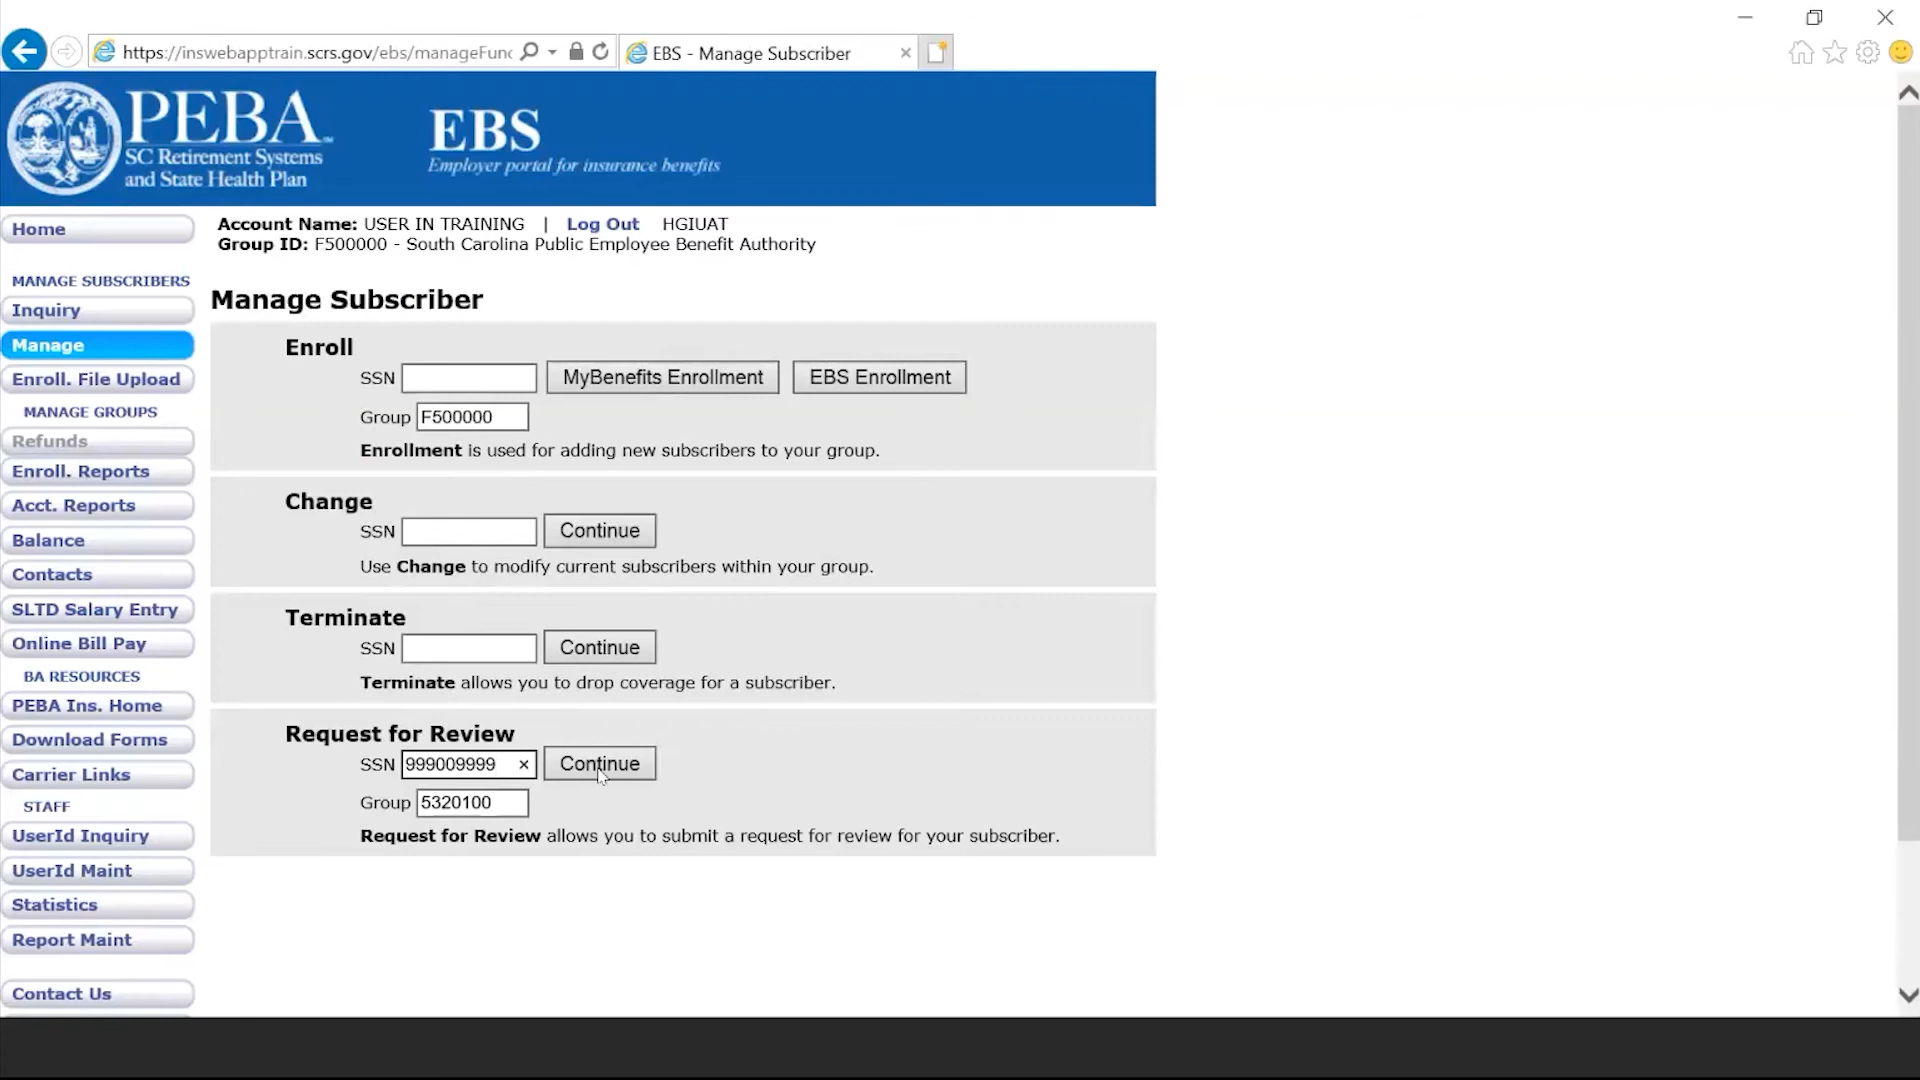 https://inswebapptrain.scrs.gov/ebs/manageFunc
EBS - Manage Subscriber
PEBA
SC Retirement Systems
and State Health Plan
EBS
Employer portal for insurance benefits
Account Name: USER IN TRAINING | Log Out HGIUAT
Group ID: F500000 - South Carolina Public Employee Benefit Authority
Home
MANAGE SUBSCRIBERS
Inquiry
Manage
Enroll. File Upload
MANAGE GROUPS
Refunds
Enroll. Reports
Acct. Reports
Balance
Contacts
SLTD Salary Entry
Online Bill Pay
BA RESOURCES
PEBA Ins. Home
Download Forms
Carrier Links
STAFF
UserId Inquiry
UserId Maint
Statistics
Report Maint
Contact Us
Manage Subscriber
Enroll
SSN MyBenefits Enrollment EBS Enrollment
Group F500000
Enrollment is used for adding new subscribers to your group.
Change
SSN Continue
Use Change to modify current subscribers within your group.
Terminate
SSN Continue
Terminate allows you to drop coverage for a subscriber.
Request for Review
SSN 999009999 × Continue
Group 5320100
Request for Review allows you to submit a request for review for your subscriber.